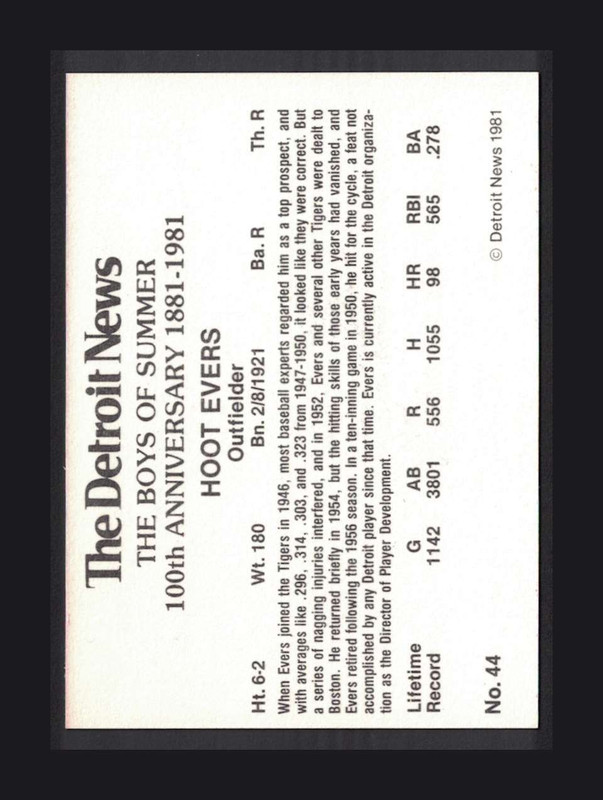 The Detroit News
THE BOYS OF SUMMER
100th ANNIVERSARY 1881-1981
HOOT EVERS
Outfielder
Ht. 6-2 Wt. 180 Bn. 2/8/1921 Ba. R Th. R
When Evers joined the Tigers in 1946, most baseball experts regarded him as a top prospect, and
with averages like .296, .314, .303, and .323 from 1947-1950, it looked like they were correct. But
a series of nagging injuries interfered, and in 1952, Evers and several other Tigers were dealt to
Boston. He returned briefly in 1954, but the hitting skills of those early years had vanished, and
Evers retired following the 1956 season. In a ten-inning game in 1950, he hit for the cycle, a feat not
accomplished by any Detroit player since that time. Evers is currently active in the Detroit organiza-
tion as the Director of Player Development.
Lifetime G AB R H HR RBI BA
Record 1142 3801 556 1055 98 565 .278
No. 44 © Detroit News 1981